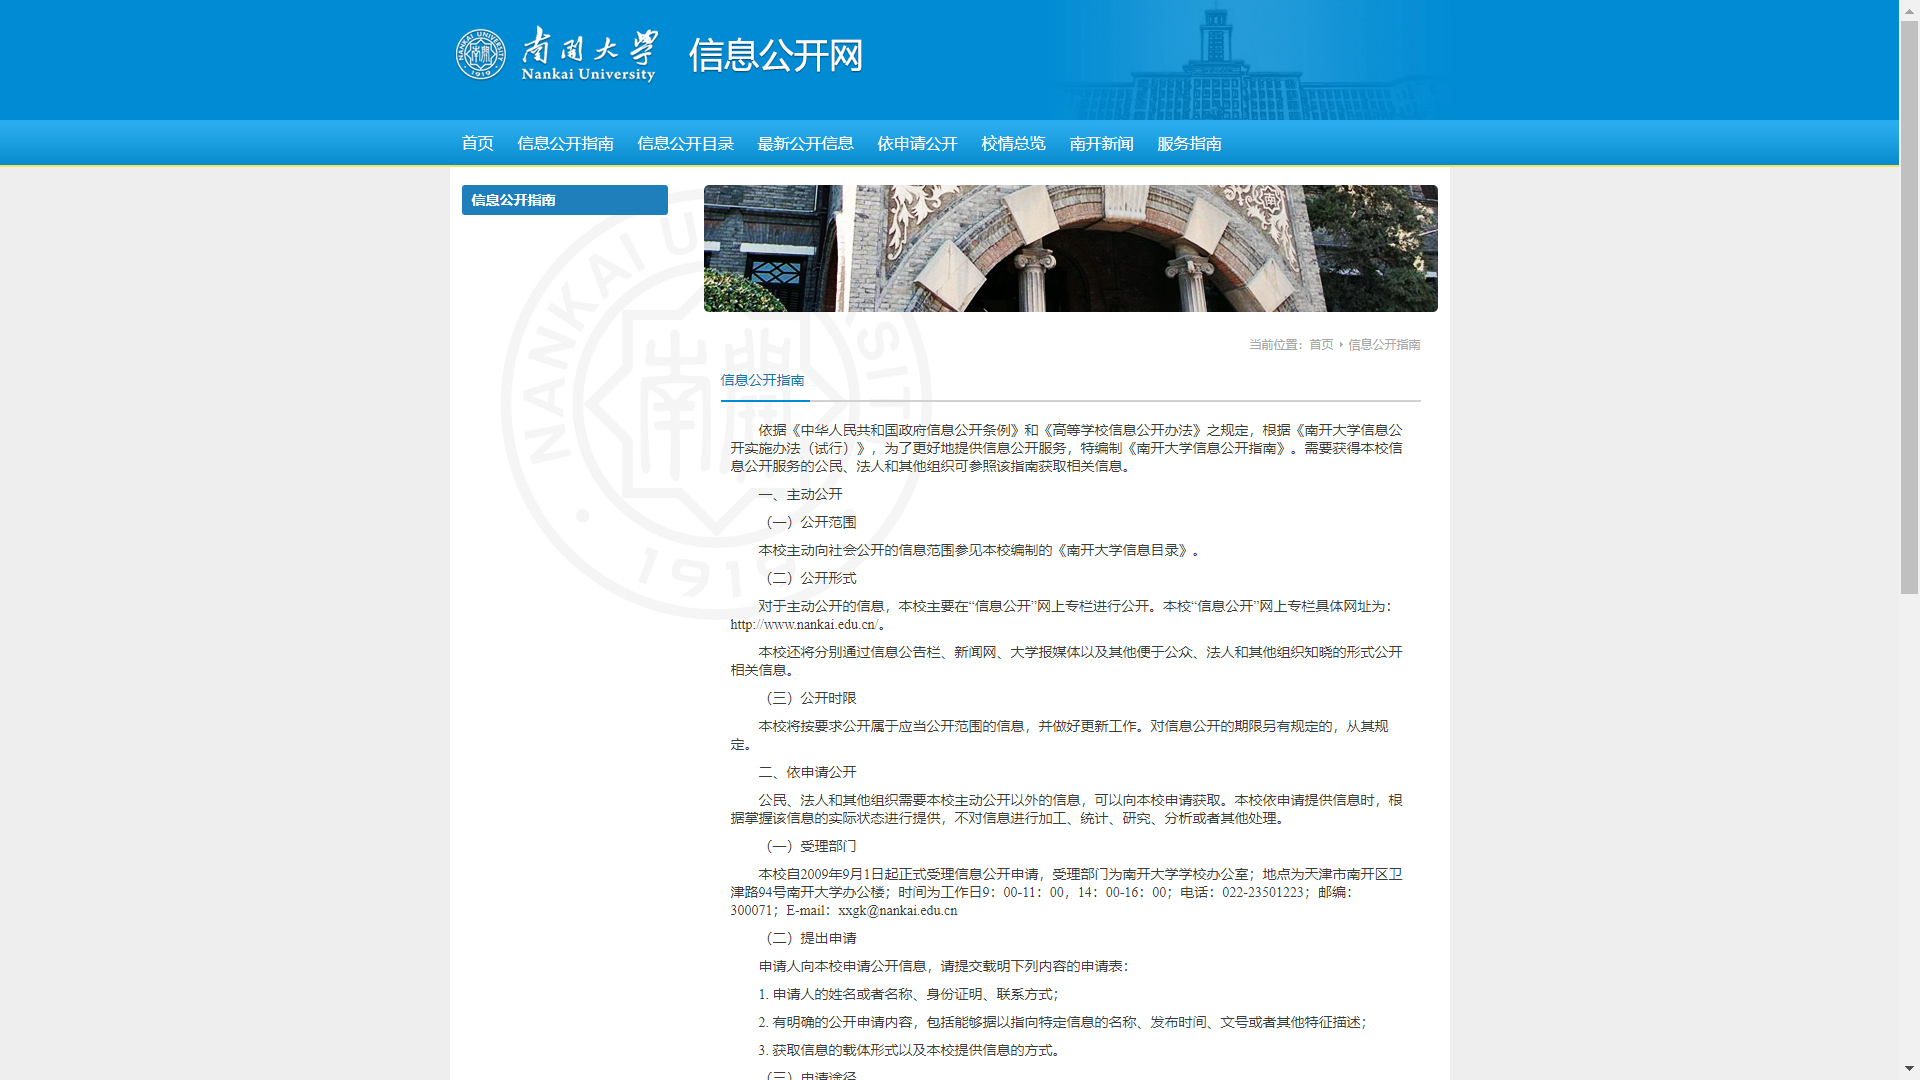 南開大学
Nankai University
信息公开网
首页 信息公开指南 信息公开目录 最新公开信息 依申请公开 校情总览 南开新闻 服务指南
信息公开指南
当前位置: 首页 信息公开指南
信息公开指南
依据《中华人民共和国政府信息公开条例》和《高等学校信息公开办法》之规定，根据《南开大学信息公
开实施办法（试行）》，为了更好地提供信息公开服务，特编制《南开大学信息公开指南》。需要获得本校信
息公开服务的公民、法人和其他组织可参照该指南获取相关信息。
一、主动公开
（一）公开范围
本校主动向社会公开的信息范围参见本校编制的《南开大学信息目录》。
（二）公开形式
对于主动公开的信息，本校主要在“信息公开”网上专栏进行公开。本校“信息公开”网上专栏具体网址为：
http://www.nankai.edu.cn/。
本校还将分别通过信息公告栏、新闻网、大学报媒体以及其他便于公众、法人和其他组织知晓的形式公开
相关信息。
（三）公开时限
本校将按要求公开属于应当公开范围的信息，并做好更新工作。对信息公开的期限另有规定的，从其规
定。
二、依申请公开
公民、法人和其他组织需要本校主动公开以外的信息，可以向本校申请获取。本校依申请提供信息时，根
据掌握该信息的实际状态进行提供，不对信息进行加工、统计、研究、分析或者其他处理。
（一）受理部门
本校自2009年9月1日起正式受理信息公开申请，受理部门为南开大学学校办公室；地点为天津市南开区卫
津路94号南开大学办公楼；时间为工作日9：00-11：00，14：00-16：00；电话：022-23501223；邮编：
300071；E-mail：xxgk@nankai.edu.cn
（二）提出申请
申请人向本校申请公开信息，请提交载明下列内容的申请表：
1. 申请人的姓名或者名称、身份证明、联系方式；
2. 有明确的公开申请内容，包括能够据以指向特定信息的名称、发布时间、文号或者其他特征描述；
3. 获取信息的载体形式以及本校提供信息的方式。
（三）申请途径